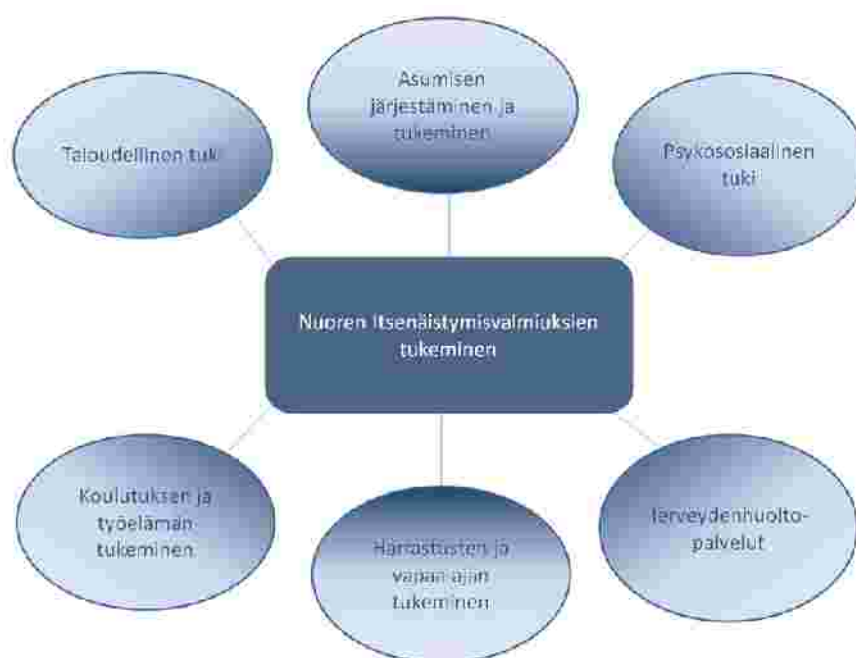 Asumisen
järjestäminen ja
tukeminen
Taloudellinen tuki
Psykososiaalinen
tuki
Nuoren Itsenäistymisvalmiuksien
tukeminen
Koulutuksen ja
työelämän
tukeminen
Harrastusten ja
vapaa-ajan
tukeminen
Terveydenhuolto-
palvelut